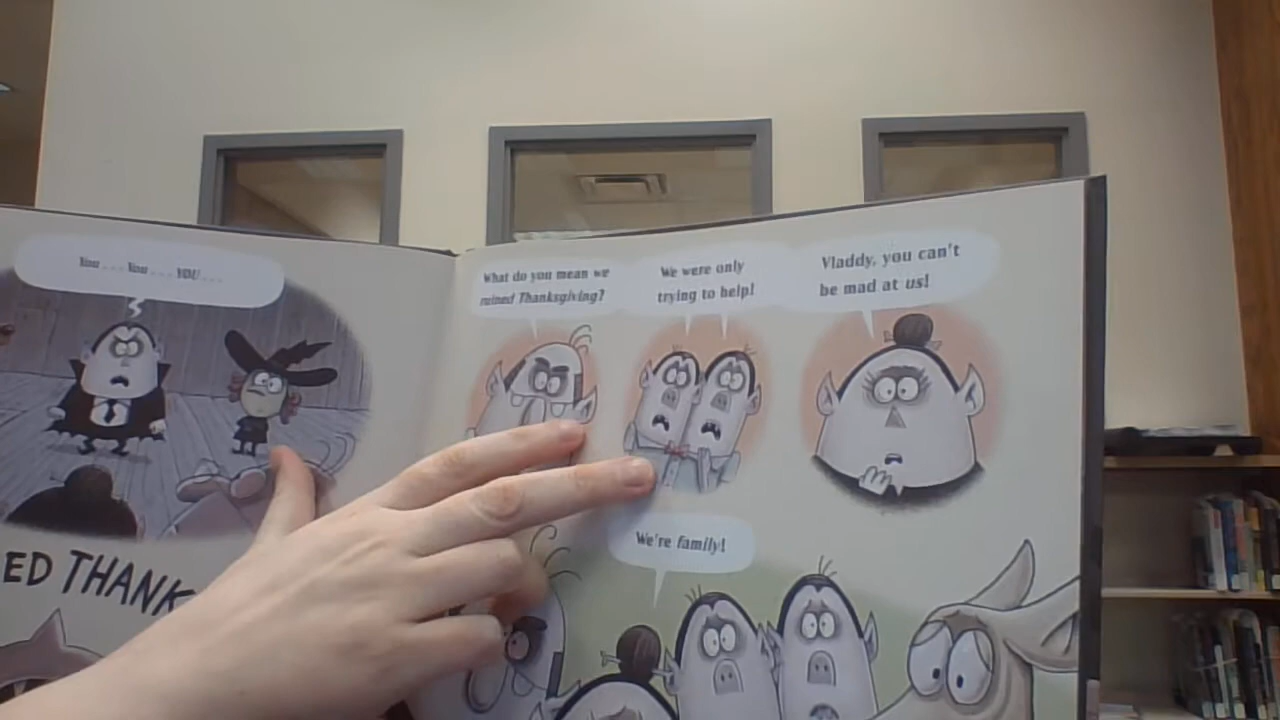 You... You... YOU...
ED THANK
What do you mean we
ruined Thanksgiving?
We were only
trying to help!
Vladdy, you can't
be mad at us!
We're family!